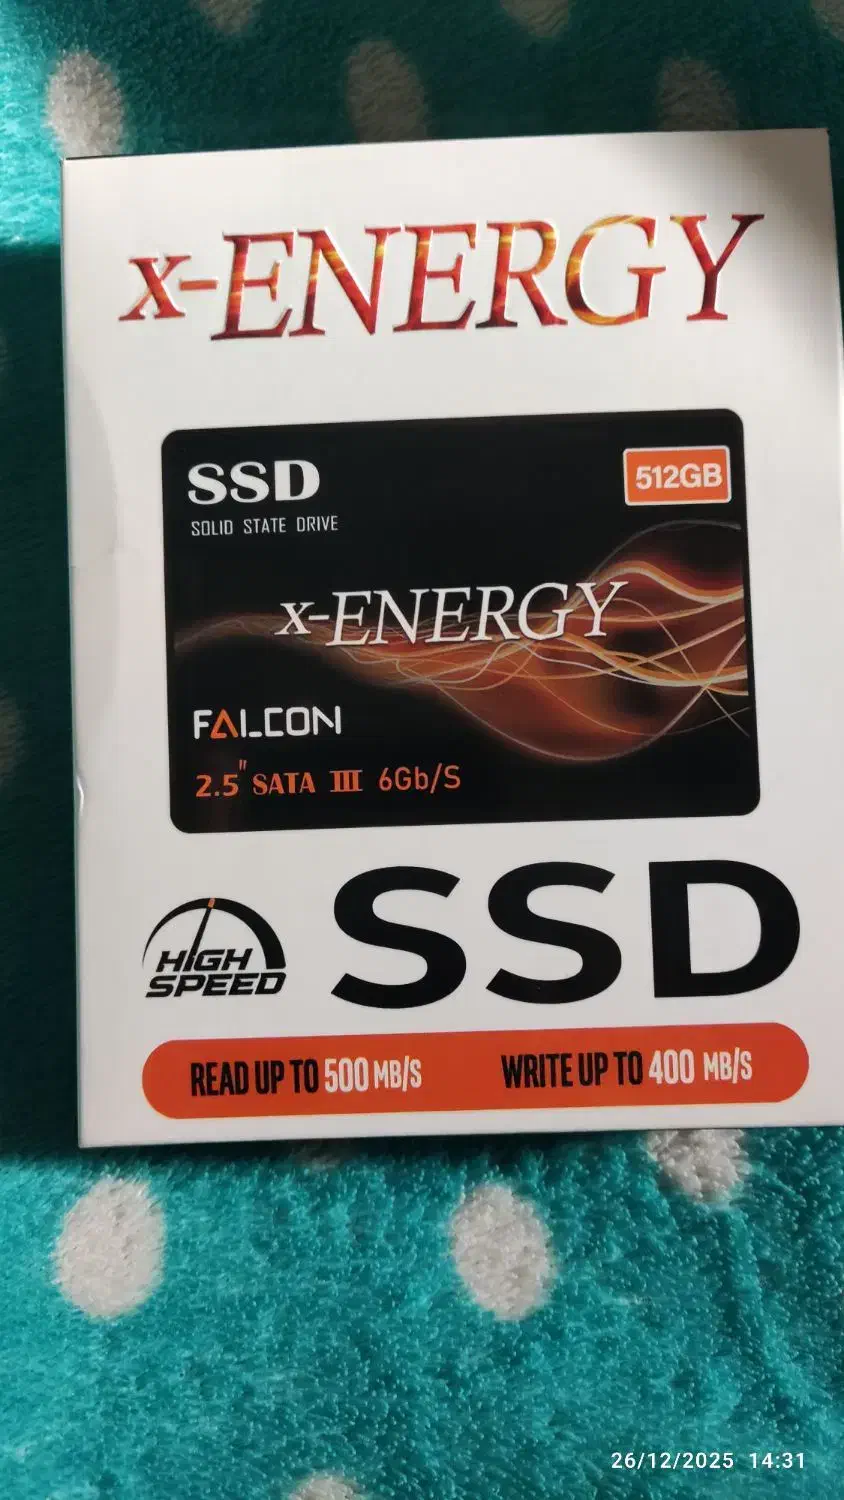 x-ENERGY
SSD
512GB
SOLID STATE DRIVE
x-ENERGY
FALCON
2.5" SATA III 6Gb/S
HIGH
SPEED
SSD
READ UP TO 500 MB/S WRITE UP TO 400 MB/S
26/12/2025 14:31